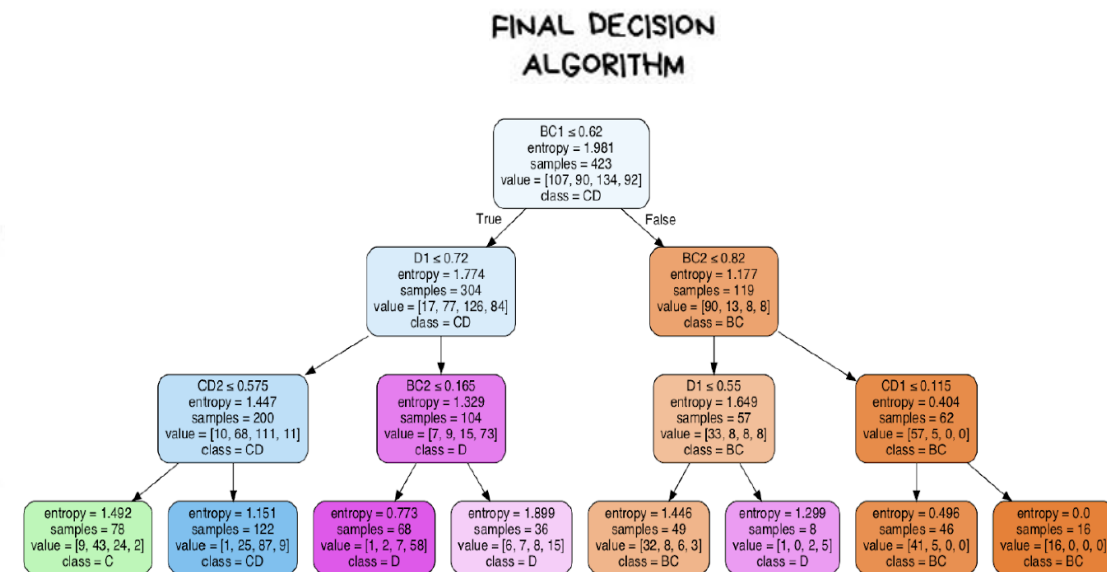 FINAL DECISION
ALGORITHM
BC1 ≤ 0.62
entropy = 1.981
samples = 423
value = [107, 90, 134, 92]
class = CD
True
False
D1 ≤ 0.72
entropy = 1.774
samples = 304
value = [17, 77, 126, 84]
class = CD
BC2 ≤ 0.82
entropy = 1.177
samples = 119
value = [90, 13, 8, 8]
class = BC
CD2 ≤ 0.575
entropy = 1.447
samples = 200
value = [10, 68, 111, 11]
class = CD
BC2 ≤ 0.165
entropy = 1.329
samples = 104
value = [7, 9, 15, 73]
class = D
D1 ≤ 0.55
entropy = 1.649
samples = 57
value = [33, 8, 8, 8]
class = BC
CD1 ≤ 0.115
entropy = 0.404
samples = 62
value = [57, 5, 0, 0]
class = BC
entropy = 1.492
samples = 78
value = [9, 43, 24, 2]
class = C
entropy = 1.151
samples = 122
value = [1, 25, 87, 9]
class = CD
entropy = 0.773
samples = 68
value = [1, 2, 7, 58]
class = D
entropy = 1.899
samples = 36
value = [6, 7, 8, 15]
class = D
entropy = 1.446
samples = 49
value = [32, 8, 6, 3]
class = BC
entropy = 1.299
samples = 8
value = [1, 0, 2, 5]
class = D
entropy = 0.496
samples = 46
value = [41, 5, 0, 0]
class = BC
entropy = 0.0
samples = 16
value = [16, 0, 0, 0]
class = BC